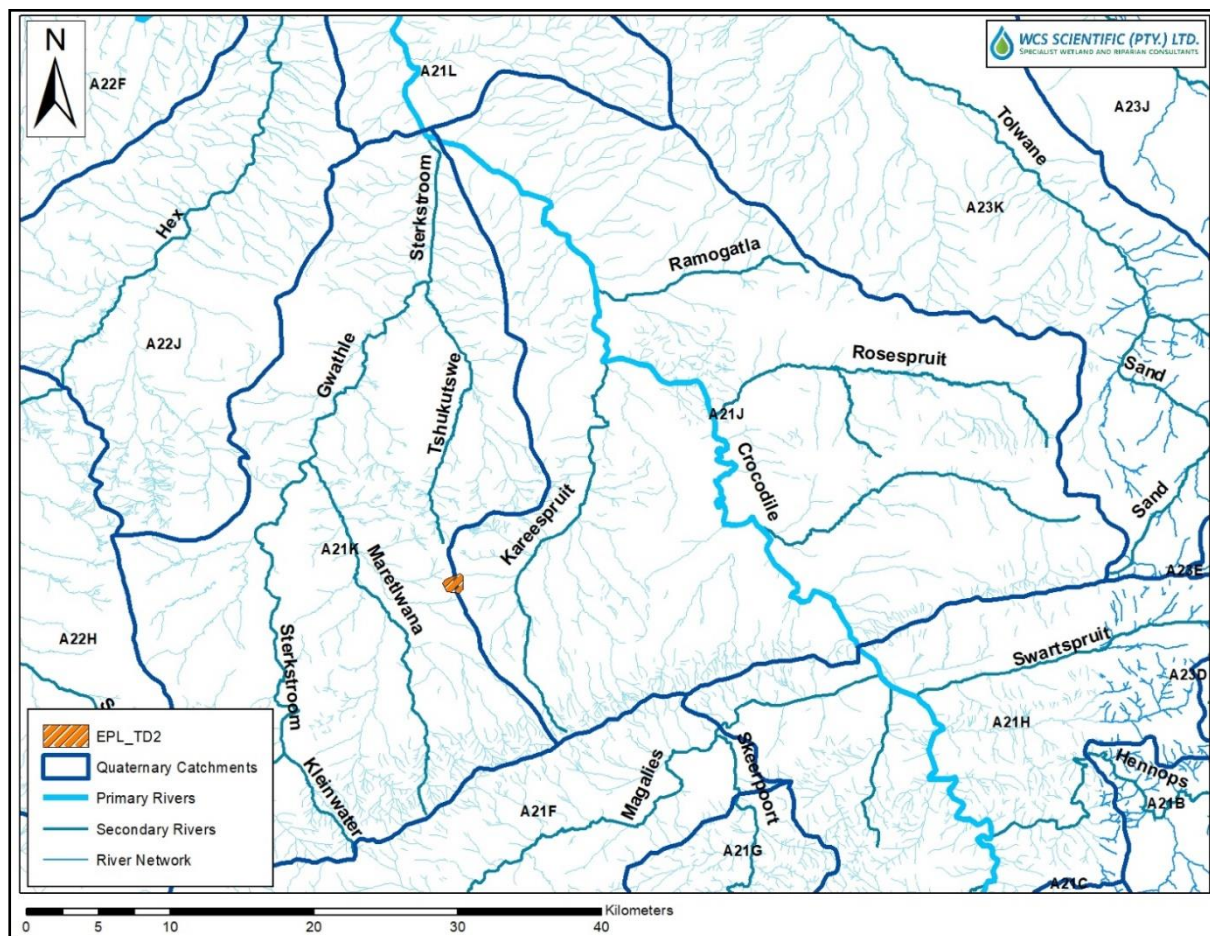 N
WCS SCIENTIFIC (PTY.) LTD.
SPECIALIST WETLAND AND RIPARIAN CONSULTANTS
A21L
A22F
A23J
Tolwane
Sterkstroom
A23K
Hex
Ramogatla
A22J
Gwathle
Tshukutswe
Rosespruit
Sand
A21J
Crocodile
Kareespruit
Sand
A21K
Maretlwana
A23E
A22H
Sterkstroom
Swartspruit
A23D
S
A21H
Skeerpoort
Magalies
Hennops
Kleinwater
A21F
A21B
A21G
A21C
EPL_TD2
Quaternary Catchments
Primary Rivers
Secondary Rivers
River Network
Kilometers
0 5 10 20 30 40